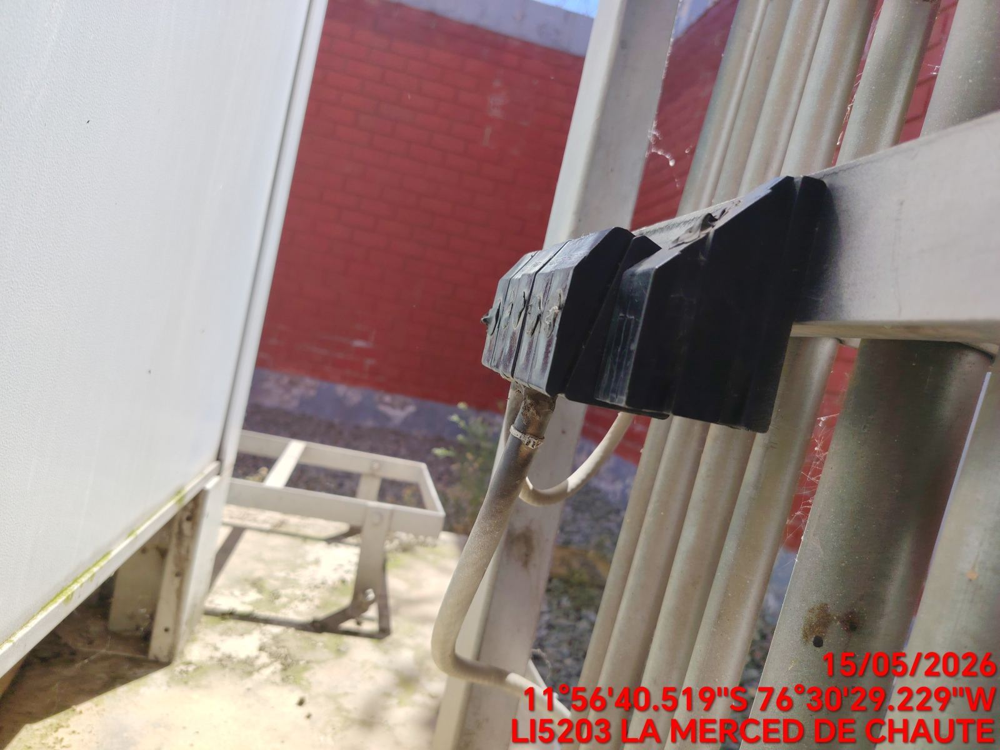 15/05/2026
11°56'40.519"S 76°30'29.229"W
LI5203 LA MERCED DE CHAUTE